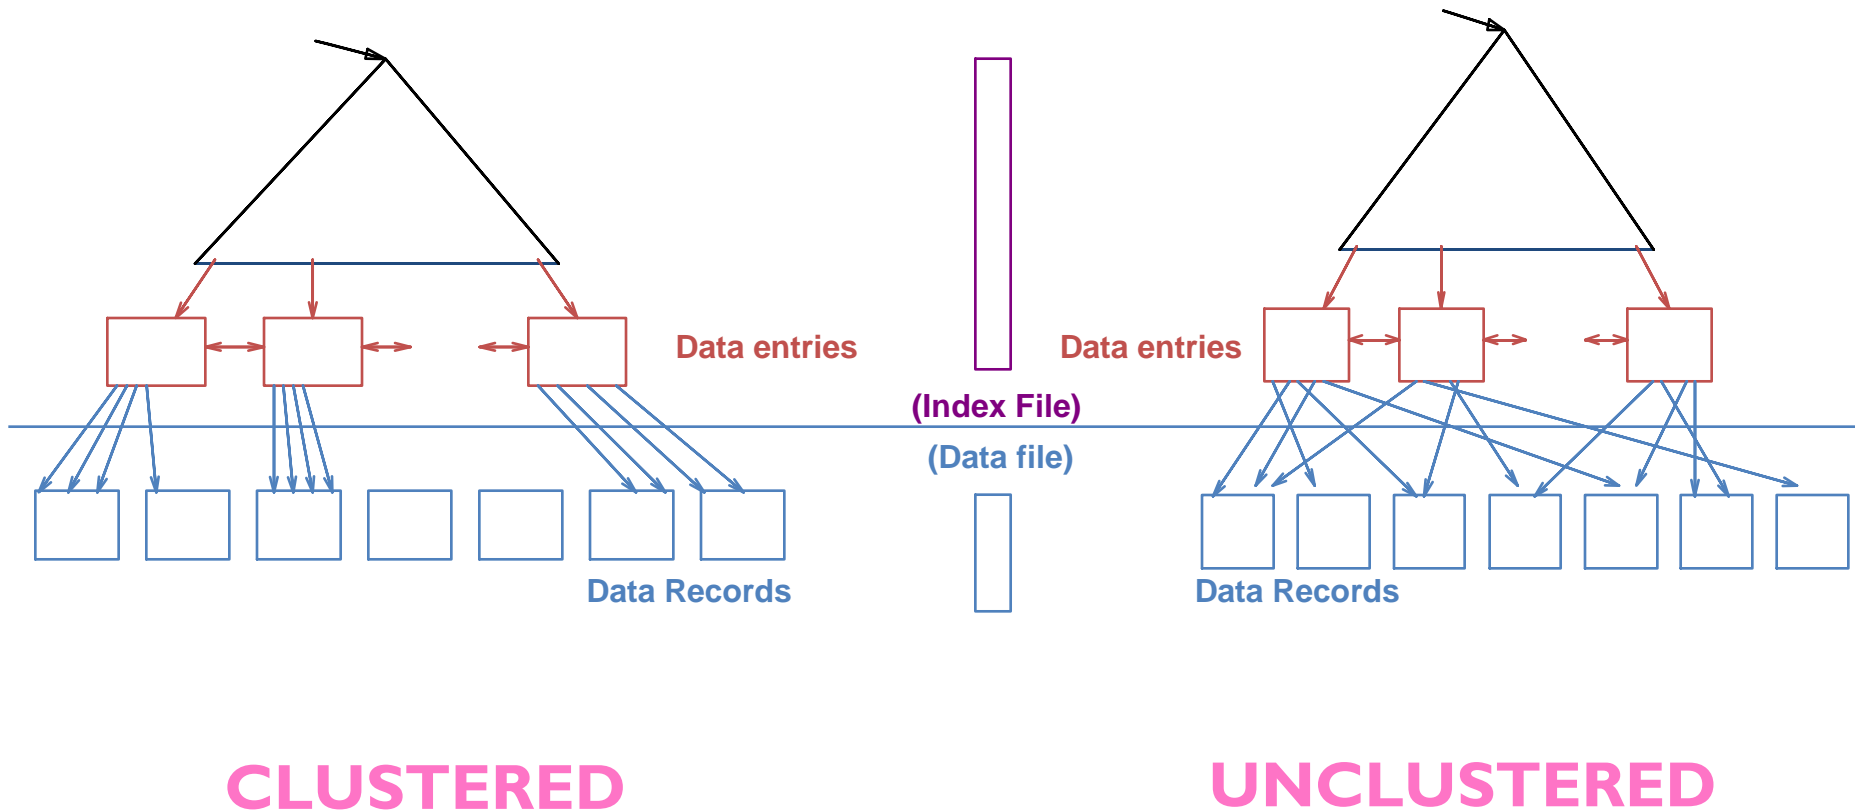 Data entries
Data entries
(Index File)
(Data file)
Data Records
Data Records
CLUSTERED
UNCLUSTERED